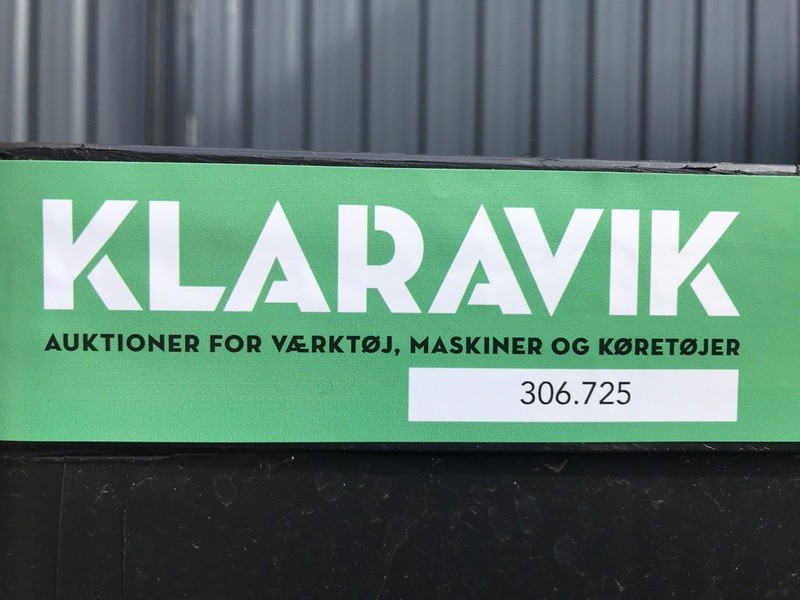 KLARAVIK
AUKTIONER FOR VÆRKTØJ, MASKINER OG KØRETØJER
306.725